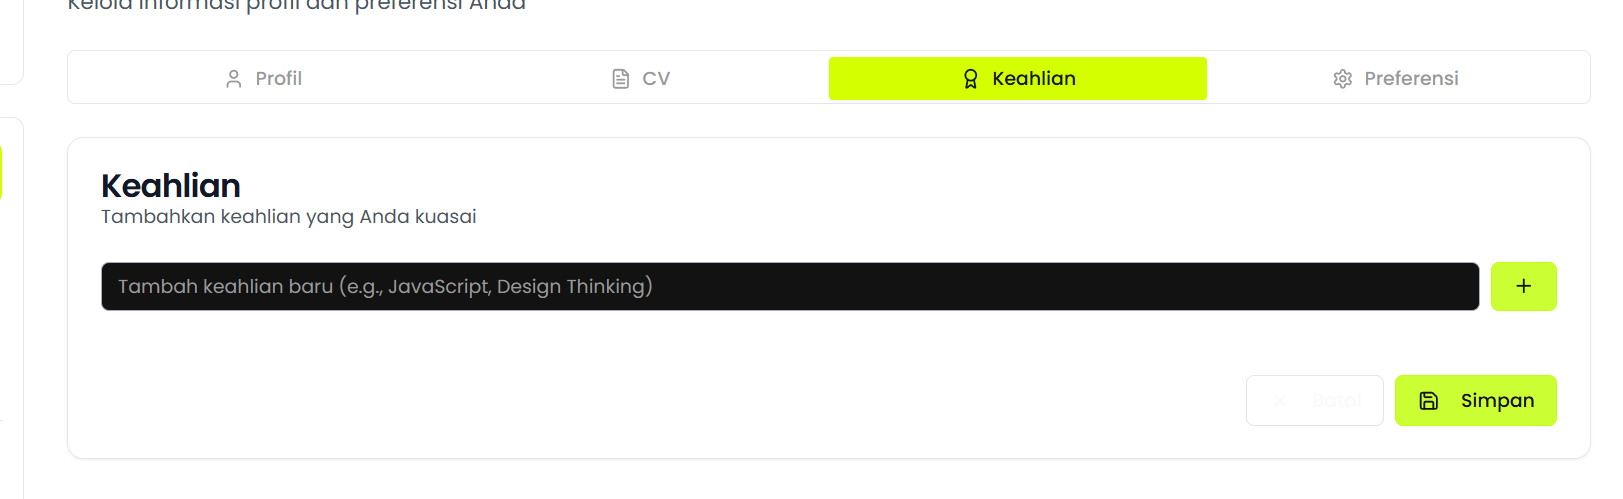 Kelola informasi profil dan preferensi Anda
Profil
CV
Keahlian
Preferensi
Keahlian
Tambahkan keahlian yang Anda kuasai
Tambah keahlian baru (e.g., JavaScript, Design Thinking)
Batal
Simpan